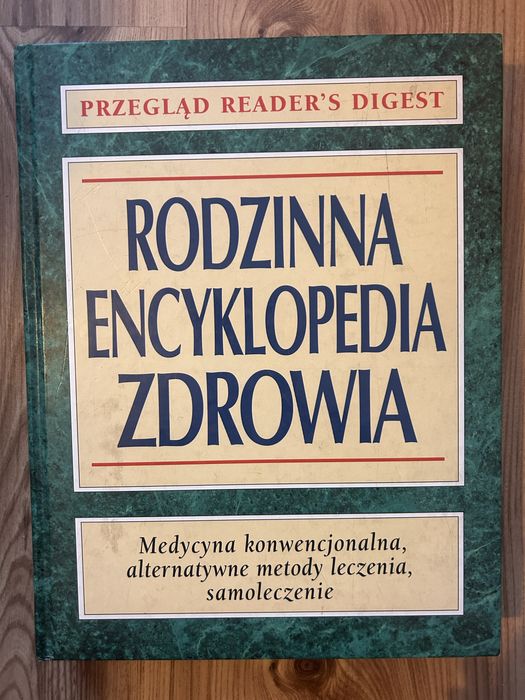 PRZEGLĄD READER'S DIGEST
RODZINNA
ENCYKLOPEDIA
ZDROWIA
Medycyna konwencjonalna,
alternatywne metody leczenia,
samoleczenie